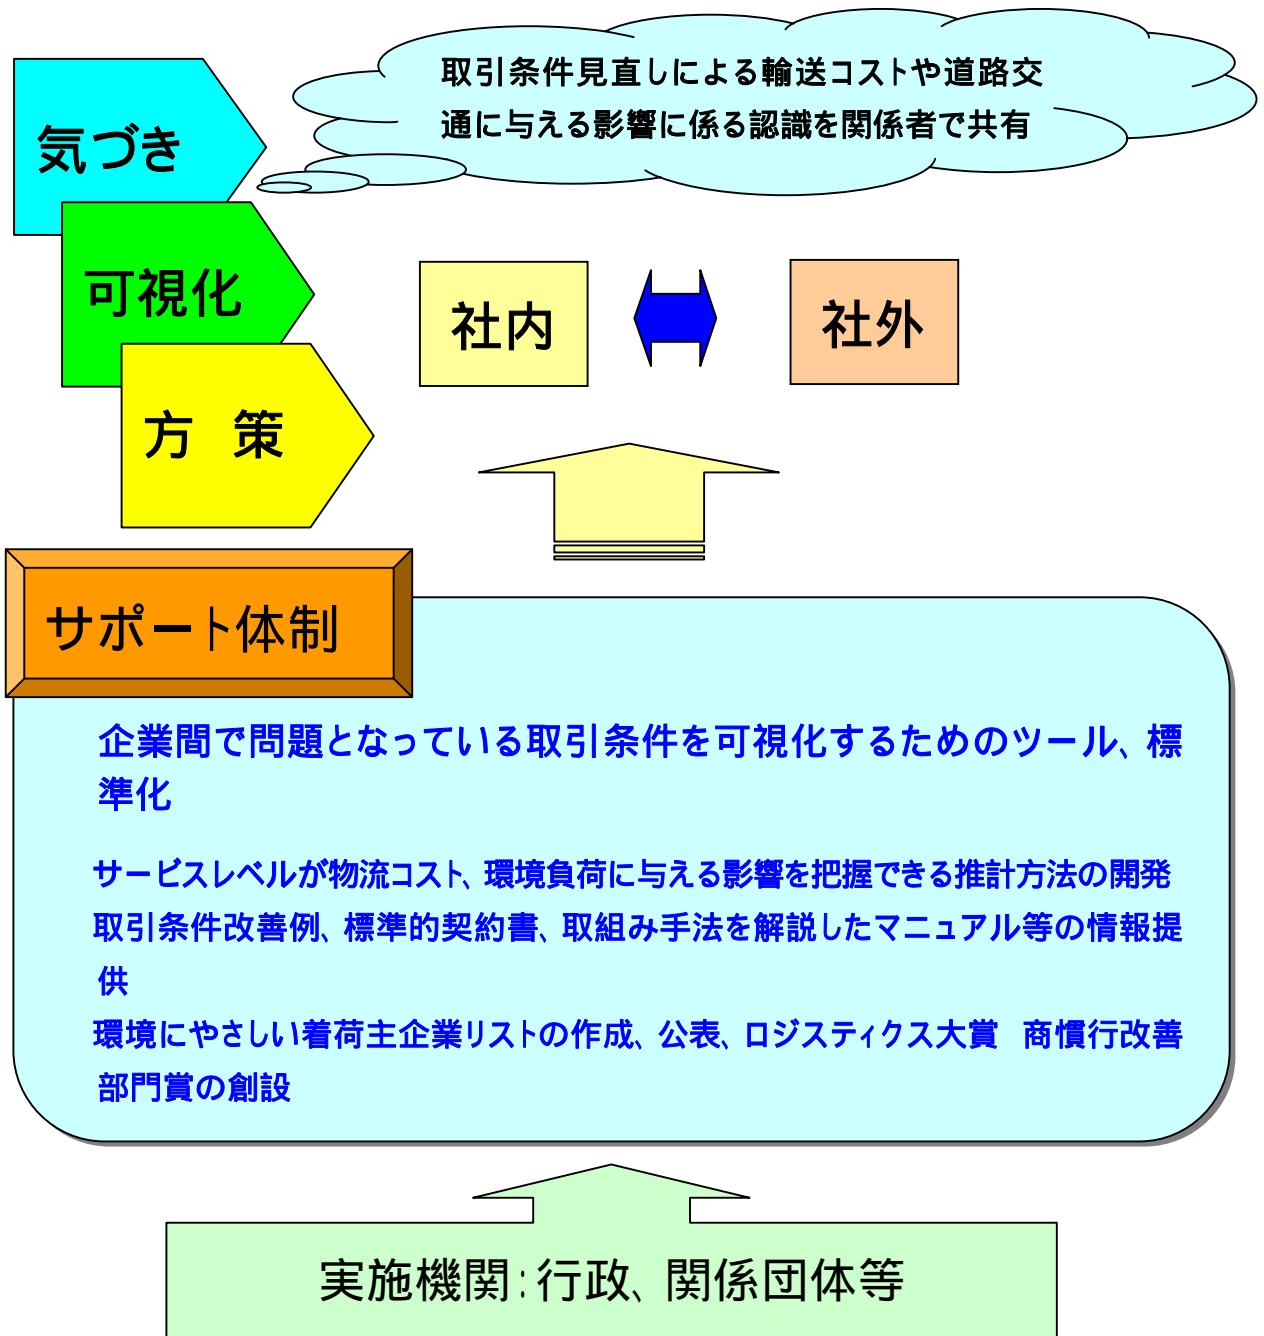 取引条件見直しによる輸送コストや道路交
通に与える影響に係る認識を関係者で共有
気づき
可視化
社内
社外
方　策
サポート体制
企業間で問題となっている取引条件を可視化するためのツール、標
準化
サービスレベルが物流コスト、環境負荷に与える影響を把握できる推計方法の開発
取引条件改善例、標準的契約書、取組み手法を解説したマニュアル等の情報提
供
環境にやさしい着荷主企業リストの作成、公表、ロジスティクス大賞　商慣行改善
部門賞の創設
実施機関：行政、関係団体等